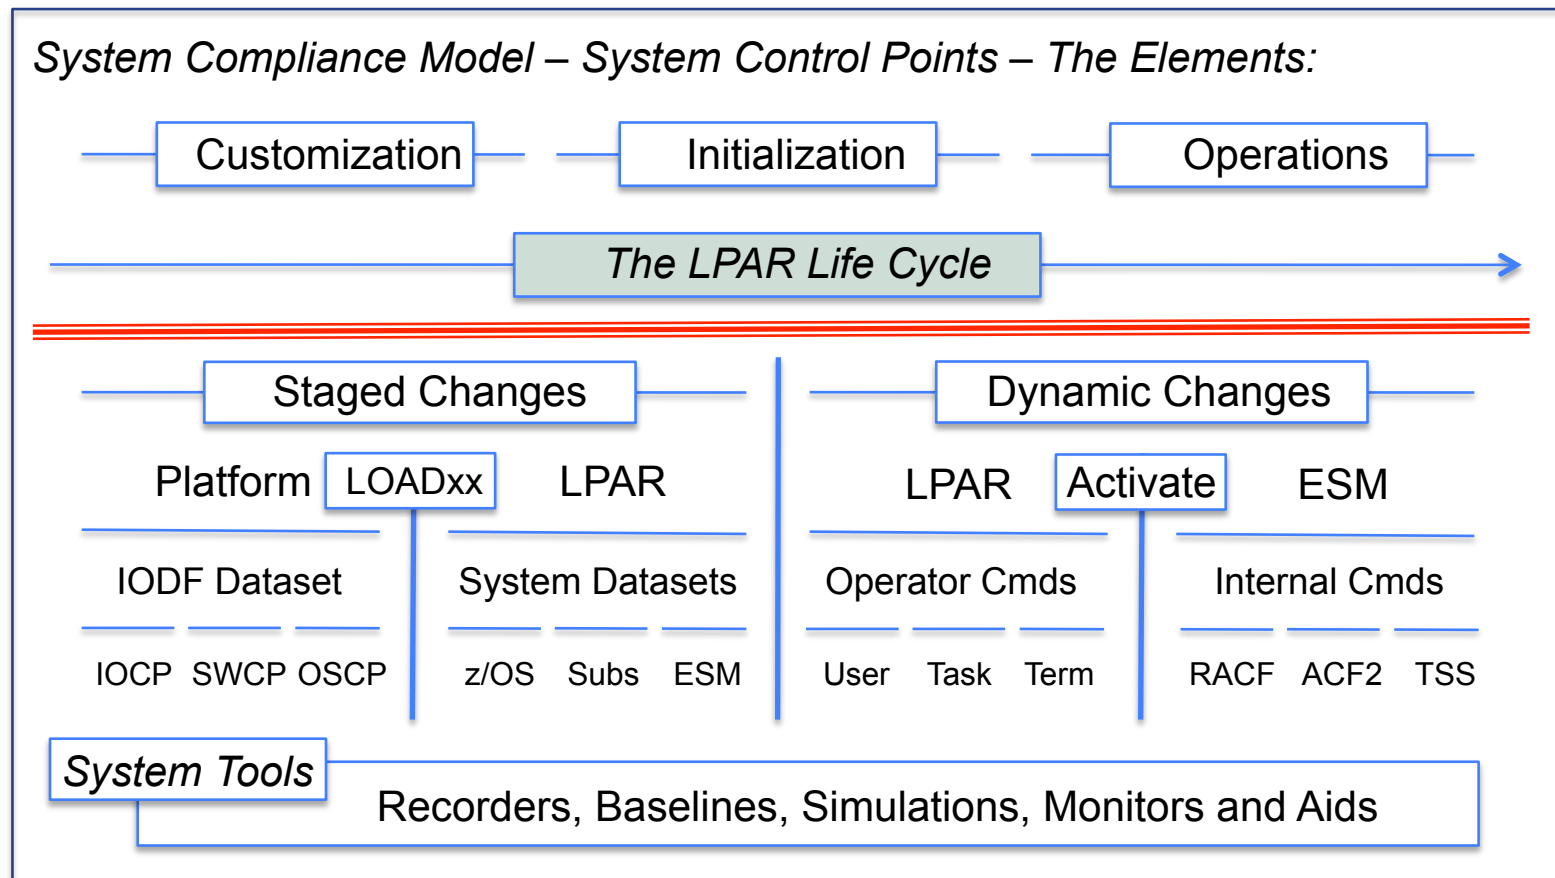 System Compliance Model – System Control Points – The Elements:
Customization
Initialization
Operations
The LPAR Life Cycle
Staged Changes
Dynamic Changes
Platform
LOADxx
LPAR
LPAR
Activate
ESM
IODF Dataset
System Datasets
Operator Cmds
Internal Cmds
IOCP SWCP OSCP
z/OS Subs ESM
User Task Term
RACF ACF2 TSS
System Tools
Recorders, Baselines, Simulations, Monitors and Aids